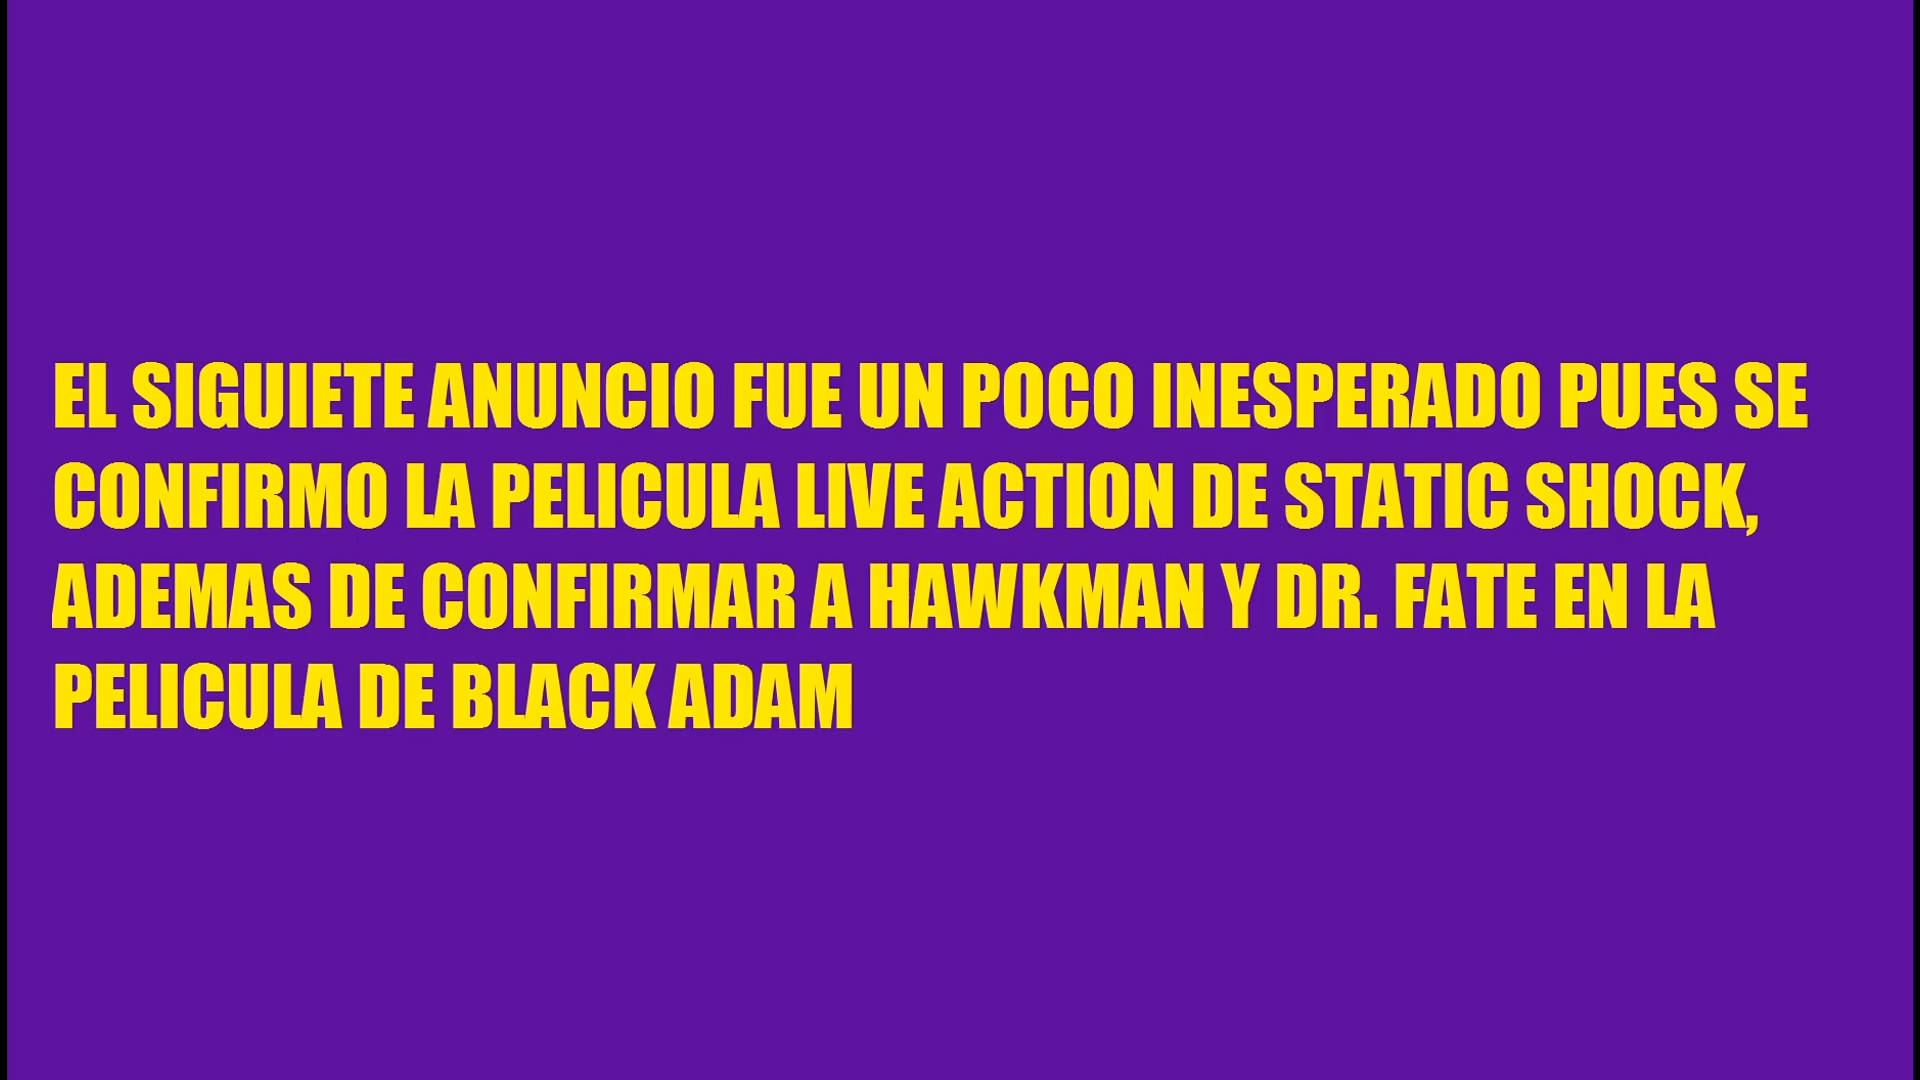 EL SIGUIETE ANUNCIO FUE UN POCO INESPERADO PUES SE
CONFIRMO LA PELICULA LIVE ACTION DE STATIC SHOCK,
ADEMAS DE CONFIRMAR A HAWKMAN Y DR. FATE EN LA
PELICULA DE BLACK ADAM